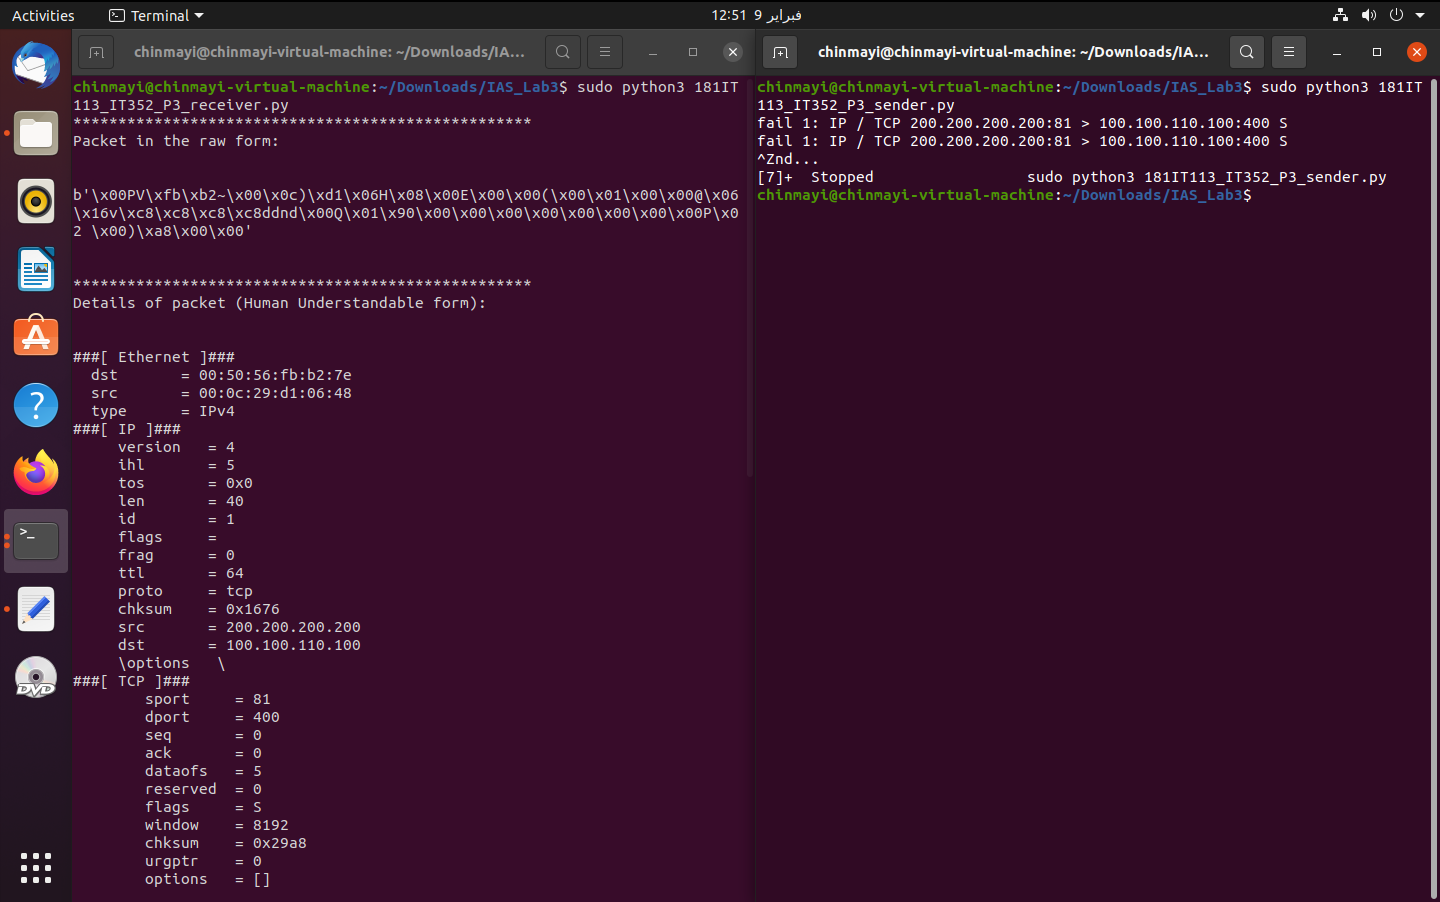 Activities
Terminal
12:51 9 فبراير
chinmayi@chinmayi-virtual-machine: ~/Downloads/IA...
chinmayi@chinmayi-virtual-machine:~/Downloads/IAS_Lab3$ sudo python3 181IT
113_IT352_P3_receiver.py
***************************************************
Packet in the raw form:
b'\x00PV\xfb\xb2~\x00\x0c)\xd1\x06H\x08\x00E\x00\x00(\x00\x01\x00\x00@\x06
\x16v\xc8\xc8\xc8\xc8ddnd\x00Q\x01\x90\x00\x00\x00\x00\x00\x00\x00\x00P\x0
2 \x00)\xa8\x00\x00'
***************************************************
Details of packet (Human Understandable form):
###[ Ethernet ]###
dst = 00:50:56:fb:b2:7e
src = 00:0c:29:d1:06:48
type = IPv4
###[ IP ]###
version = 4
ihl = 5
tos = 0x0
len = 40
id = 1
flags =
frag = 0
ttl = 64
proto = tcp
chksum = 0x1676
src = 200.200.200.200
dst = 100.100.110.100
\options \
###[ TCP ]###
sport = 81
dport = 400
seq = 0
ack = 0
dataofs = 5
reserved = 0
flags = S
window = 8192
chksum = 0x29a8
urgptr = 0
options = []
chinmayi@chinmayi-virtual-machine: ~/Downloads/IA...
chinmayi@chinmayi-virtual-machine:~/Downloads/IAS_Lab3$ sudo python3 181IT
113_IT352_P3_sender.py
fail 1: IP / TCP 200.200.200.200:81 > 100.100.110.100:400 S
fail 1: IP / TCP 200.200.200.200:81 > 100.100.110.100:400 S
^Znd...
[7]+ Stopped sudo python3 181IT113_IT352_P3_sender.py
chinmayi@chinmayi-virtual-machine:~/Downloads/IAS_Lab3$
>_
?
DVD